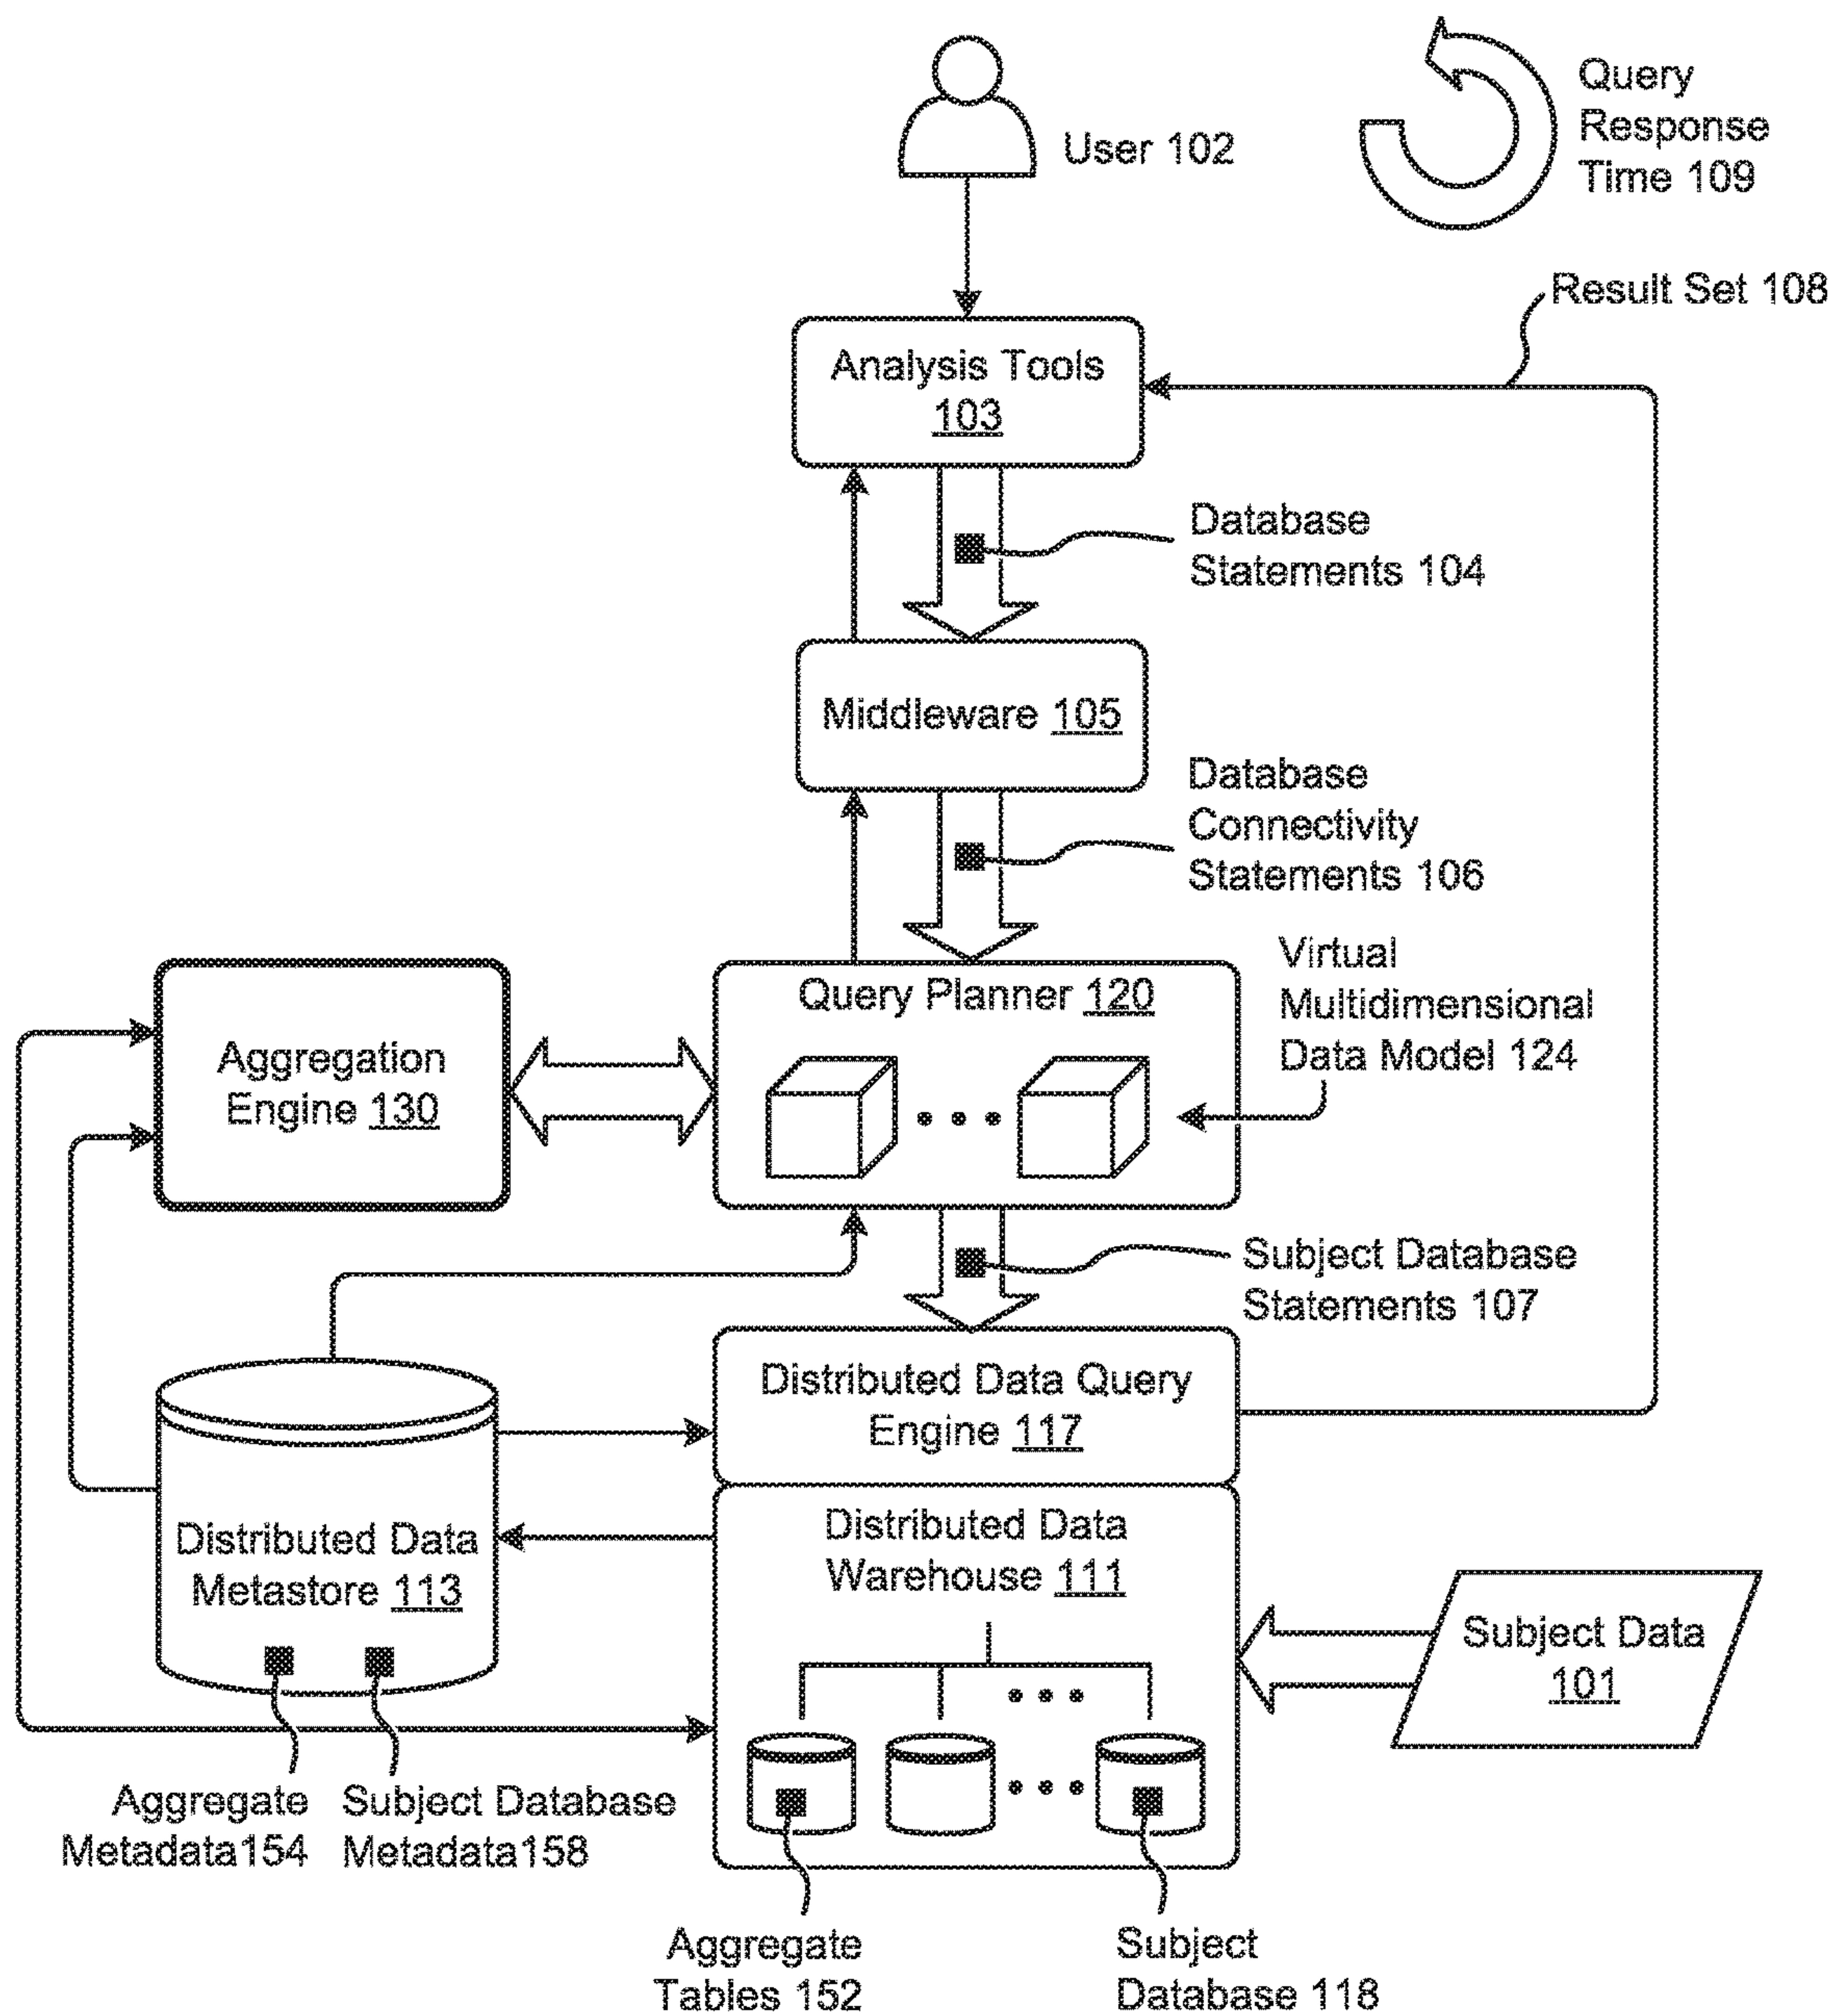 User 102
Query
Response
Time 109
Result Set 108
Analysis Tools
103
Database
Statements 104
Middleware 105
Database
Connectivity
Statements 106
Virtual
Multidimensional
Data Model 124
Query Planner 120
Aggregation
Engine 130
Subject Database
Statements 107
Distributed Data Query
Engine 117
Distributed Data
Metastore 113
Distributed Data
Warehouse 111
Subject Data
101
Aggregate
Metadata154
Subject Database
Metadata158
Aggregate
Tables 152
Subject
Database 118